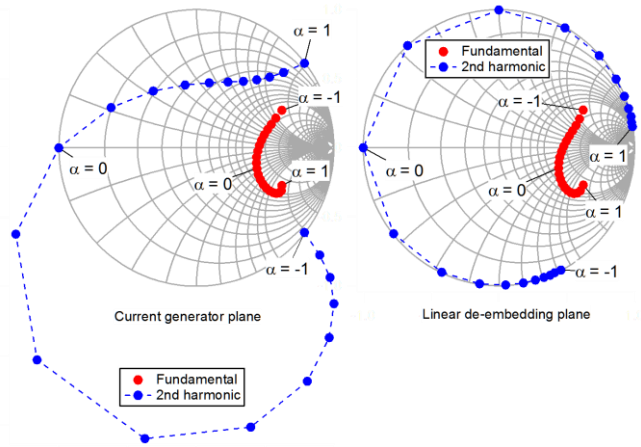 α = 1
Fundamental
2nd harmonic
α = -1
α = -1
α = 0
α = 0
α = 1
α = 0
α = 0
α = 1
α = 1
α = -1
α = -1
Current generator plane
Linear de-embedding plane
Fundamental
2nd harmonic